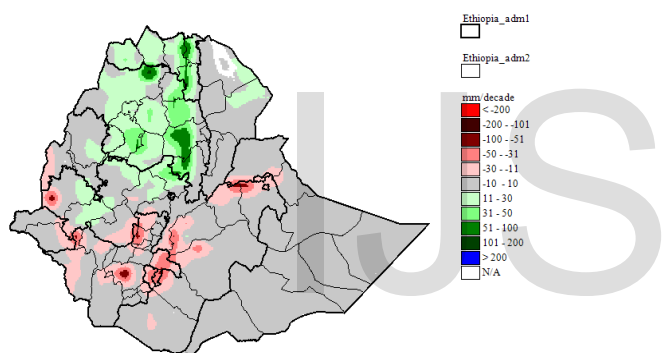 Ethiopia_adm1
Ethiopia_adm2
mm/decade
< -200
-200 - -101
-100 - -51
-50 - -31
-30 - -11
-10 - 10
11 - 30
31 - 50
51 - 100
101 - 200
> 200
N/A
IJS